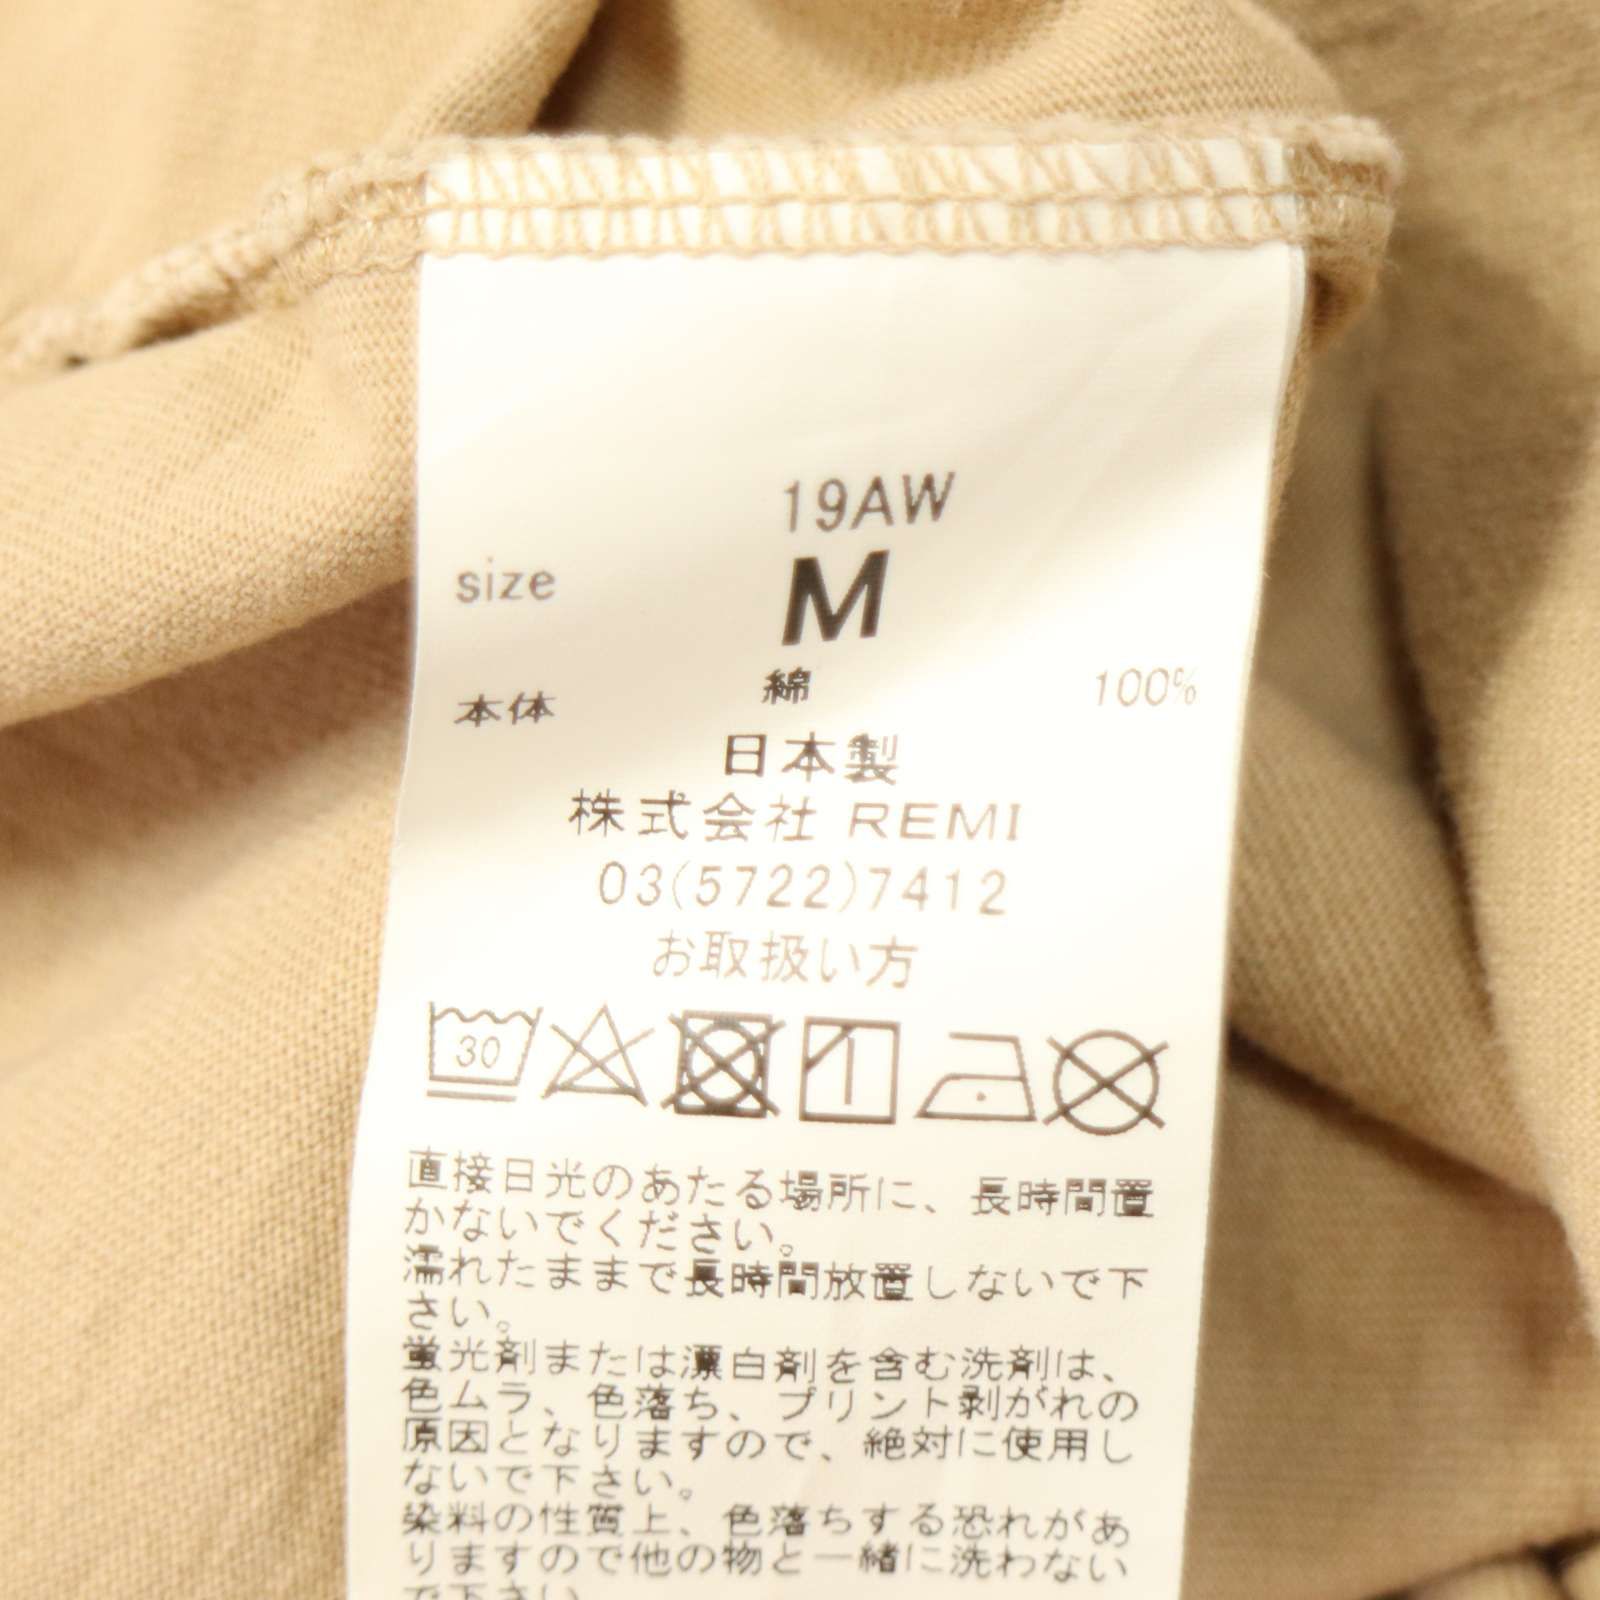 19AW
size M
本体 綿 100%
日本製
株式会社 REMI
03(5722)7412
お取扱い方
30
直接日光のあたる場所に、長時間置
かないでください。
濡れたままで長時間放置しないで下
さい。
蛍光剤または漂白剤を含む洗剤は、
色ムラ、色落ち、プリント剥がれの
原因となりますので、絶対に使用し
ないで下さい。
染料の性質上、色落ちする恐れがあ
りますので他の物と一緒に洗わない
で下さい。